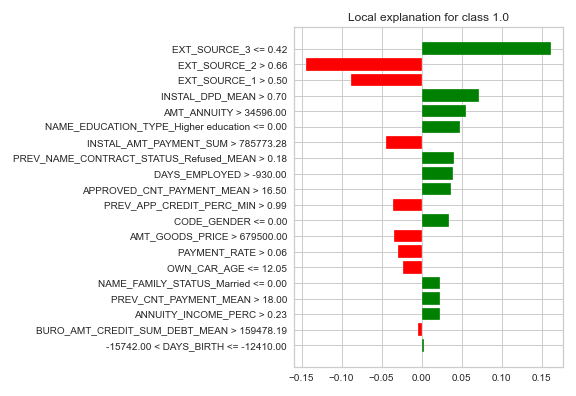 Local explanation for class 1.0
EXT_SOURCE_3 <= 0.42
EXT_SOURCE_2 > 0.66
EXT_SOURCE_1 > 0.50
INSTAL_DPD_MEAN > 0.70
AMT_ANNUITY > 34596.00
NAME_EDUCATION_TYPE_Higher education <= 0.00
INSTAL_AMT_PAYMENT_SUM > 785773.28
PREV_NAME_CONTRACT_STATUS_Refused_MEAN > 0.18
DAYS_EMPLOYED > -930.00
APPROVED_CNT_PAYMENT_MEAN > 16.50
PREV_APP_CREDIT_PERC_MIN > 0.99
CODE_GENDER <= 0.00
AMT_GOODS_PRICE > 679500.00
PAYMENT_RATE > 0.06
OWN_CAR_AGE <= 12.05
NAME_FAMILY_STATUS_Married <= 0.00
PREV_CNT_PAYMENT_MEAN > 18.00
ANNUITY_INCOME_PERC > 0.23
BURO_AMT_CREDIT_SUM_DEBT_MEAN > 159478.19
-15742.00 < DAYS_BIRTH <= -12410.00
−0.15 −0.10 −0.05 0.00 0.05 0.10 0.15